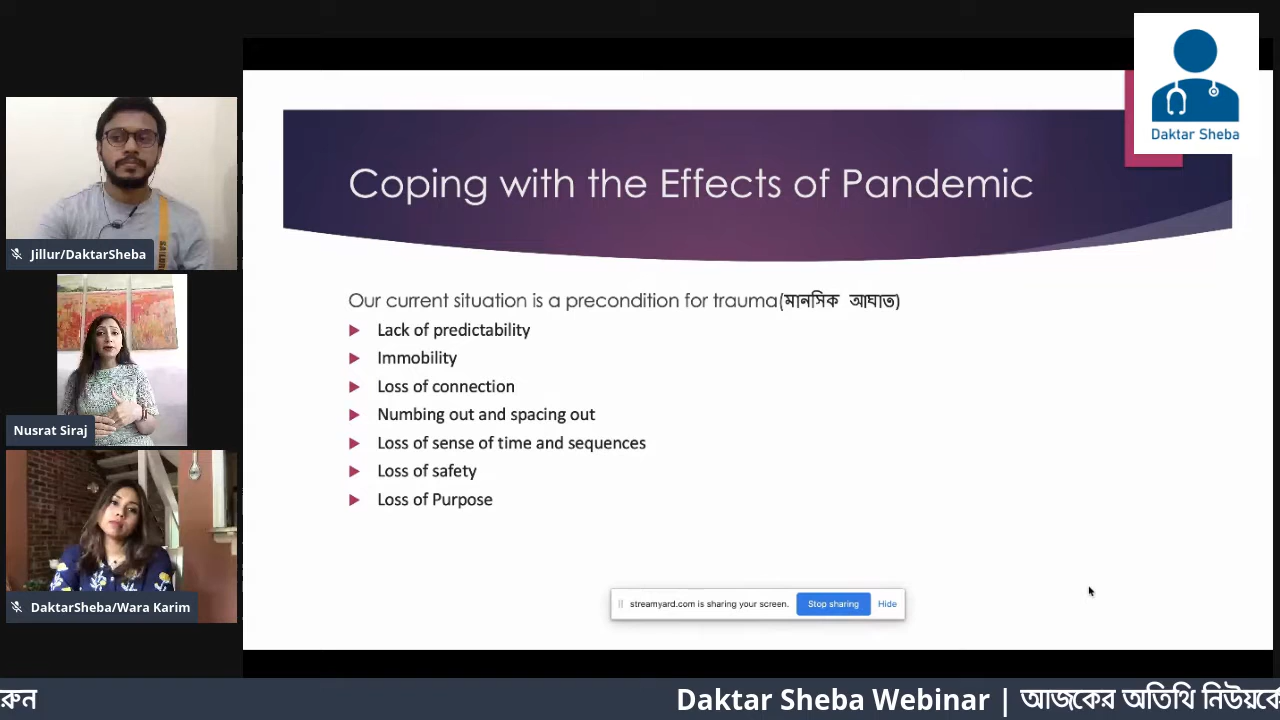 Daktar Sheba
Coping with the Effects of Pandemic
Jillur/DaktarSheba
Our current situation is a precondition for trauma(মানসিক আঘাত)
Lack of predictability
Immobility
Loss of connection
Numbing out and spacing out
Nusrat Siraj
Loss of sense of time and sequences
Loss of safety
Loss of Purpose
DaktarSheba/Wara Karim
streamyard.com is sharing your screen. Stop sharing Hide
Daktar Sheba Webinar | আজকের অতিথি